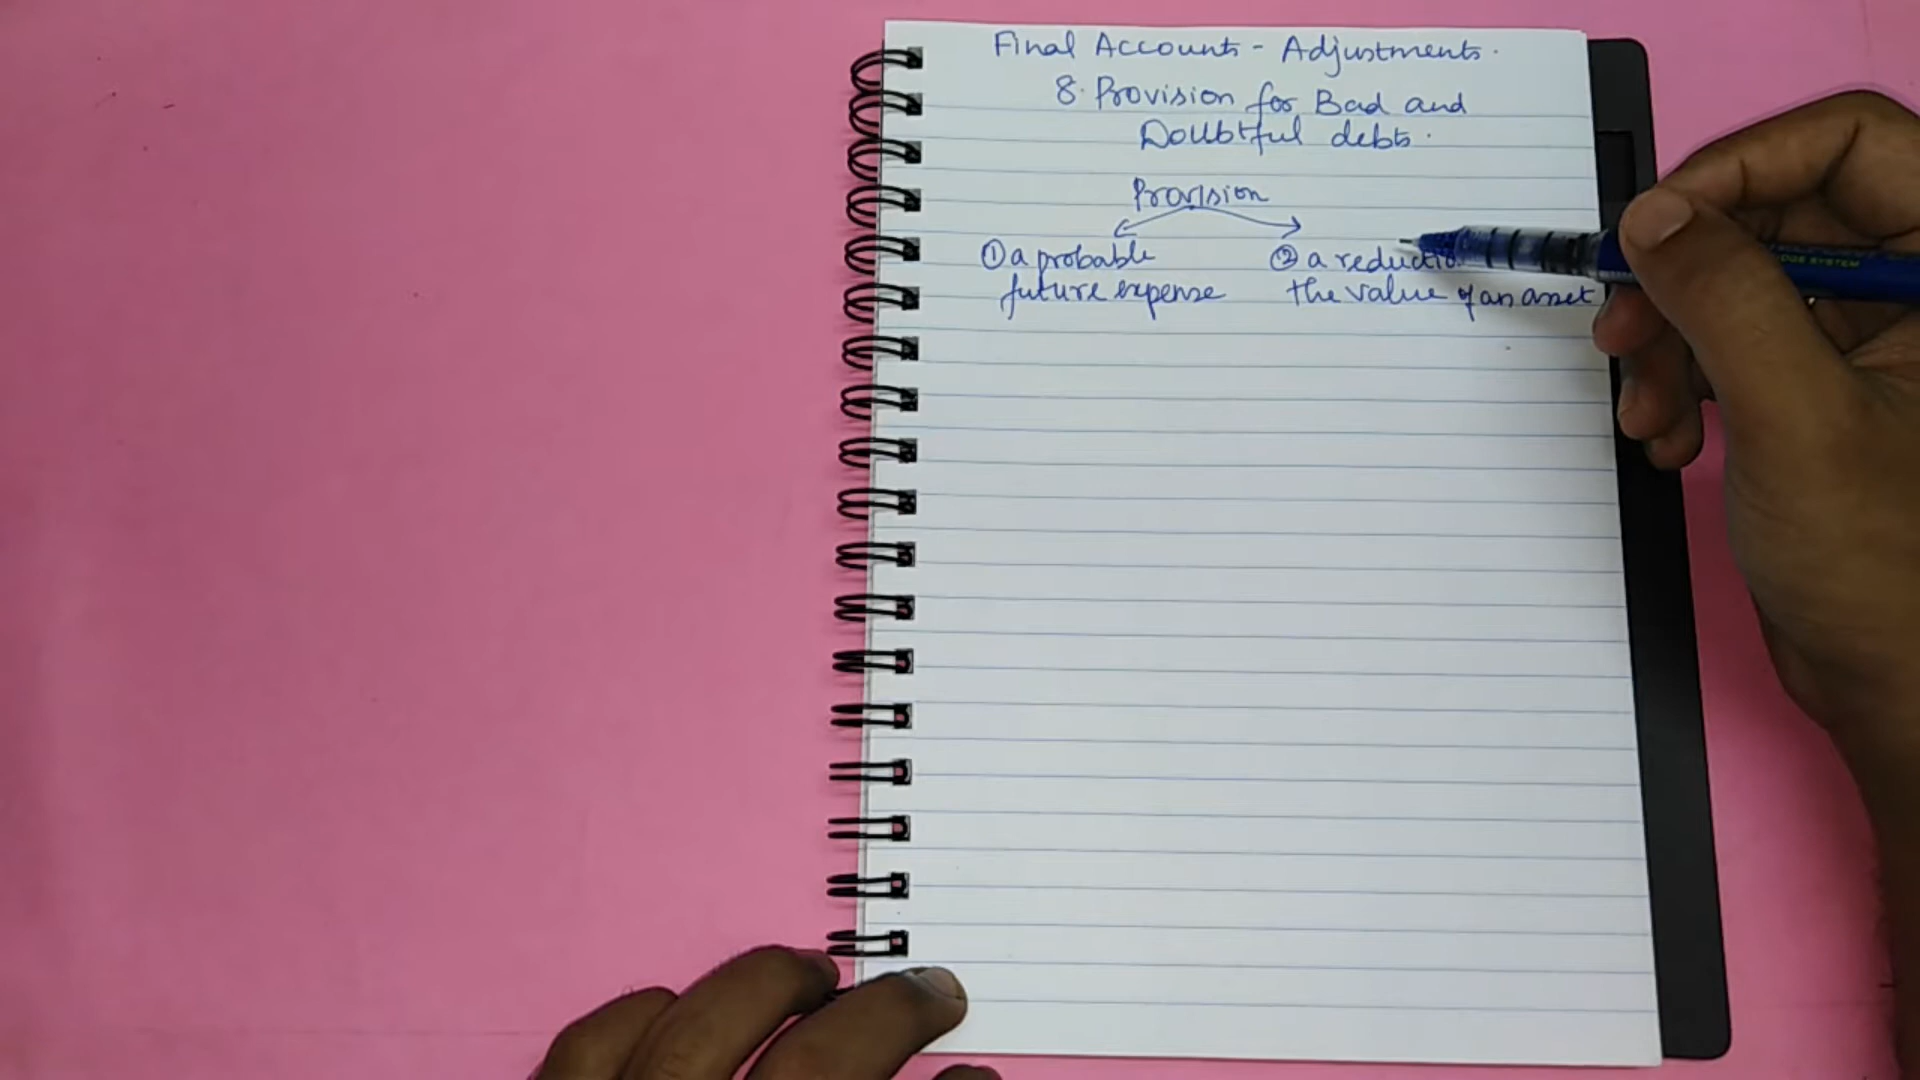 Final Accounts - Adjustments.
8. Provision for Bad and
Doubtful debts.
Provision
① a probable
future expense
② a reductio
the value of an asset